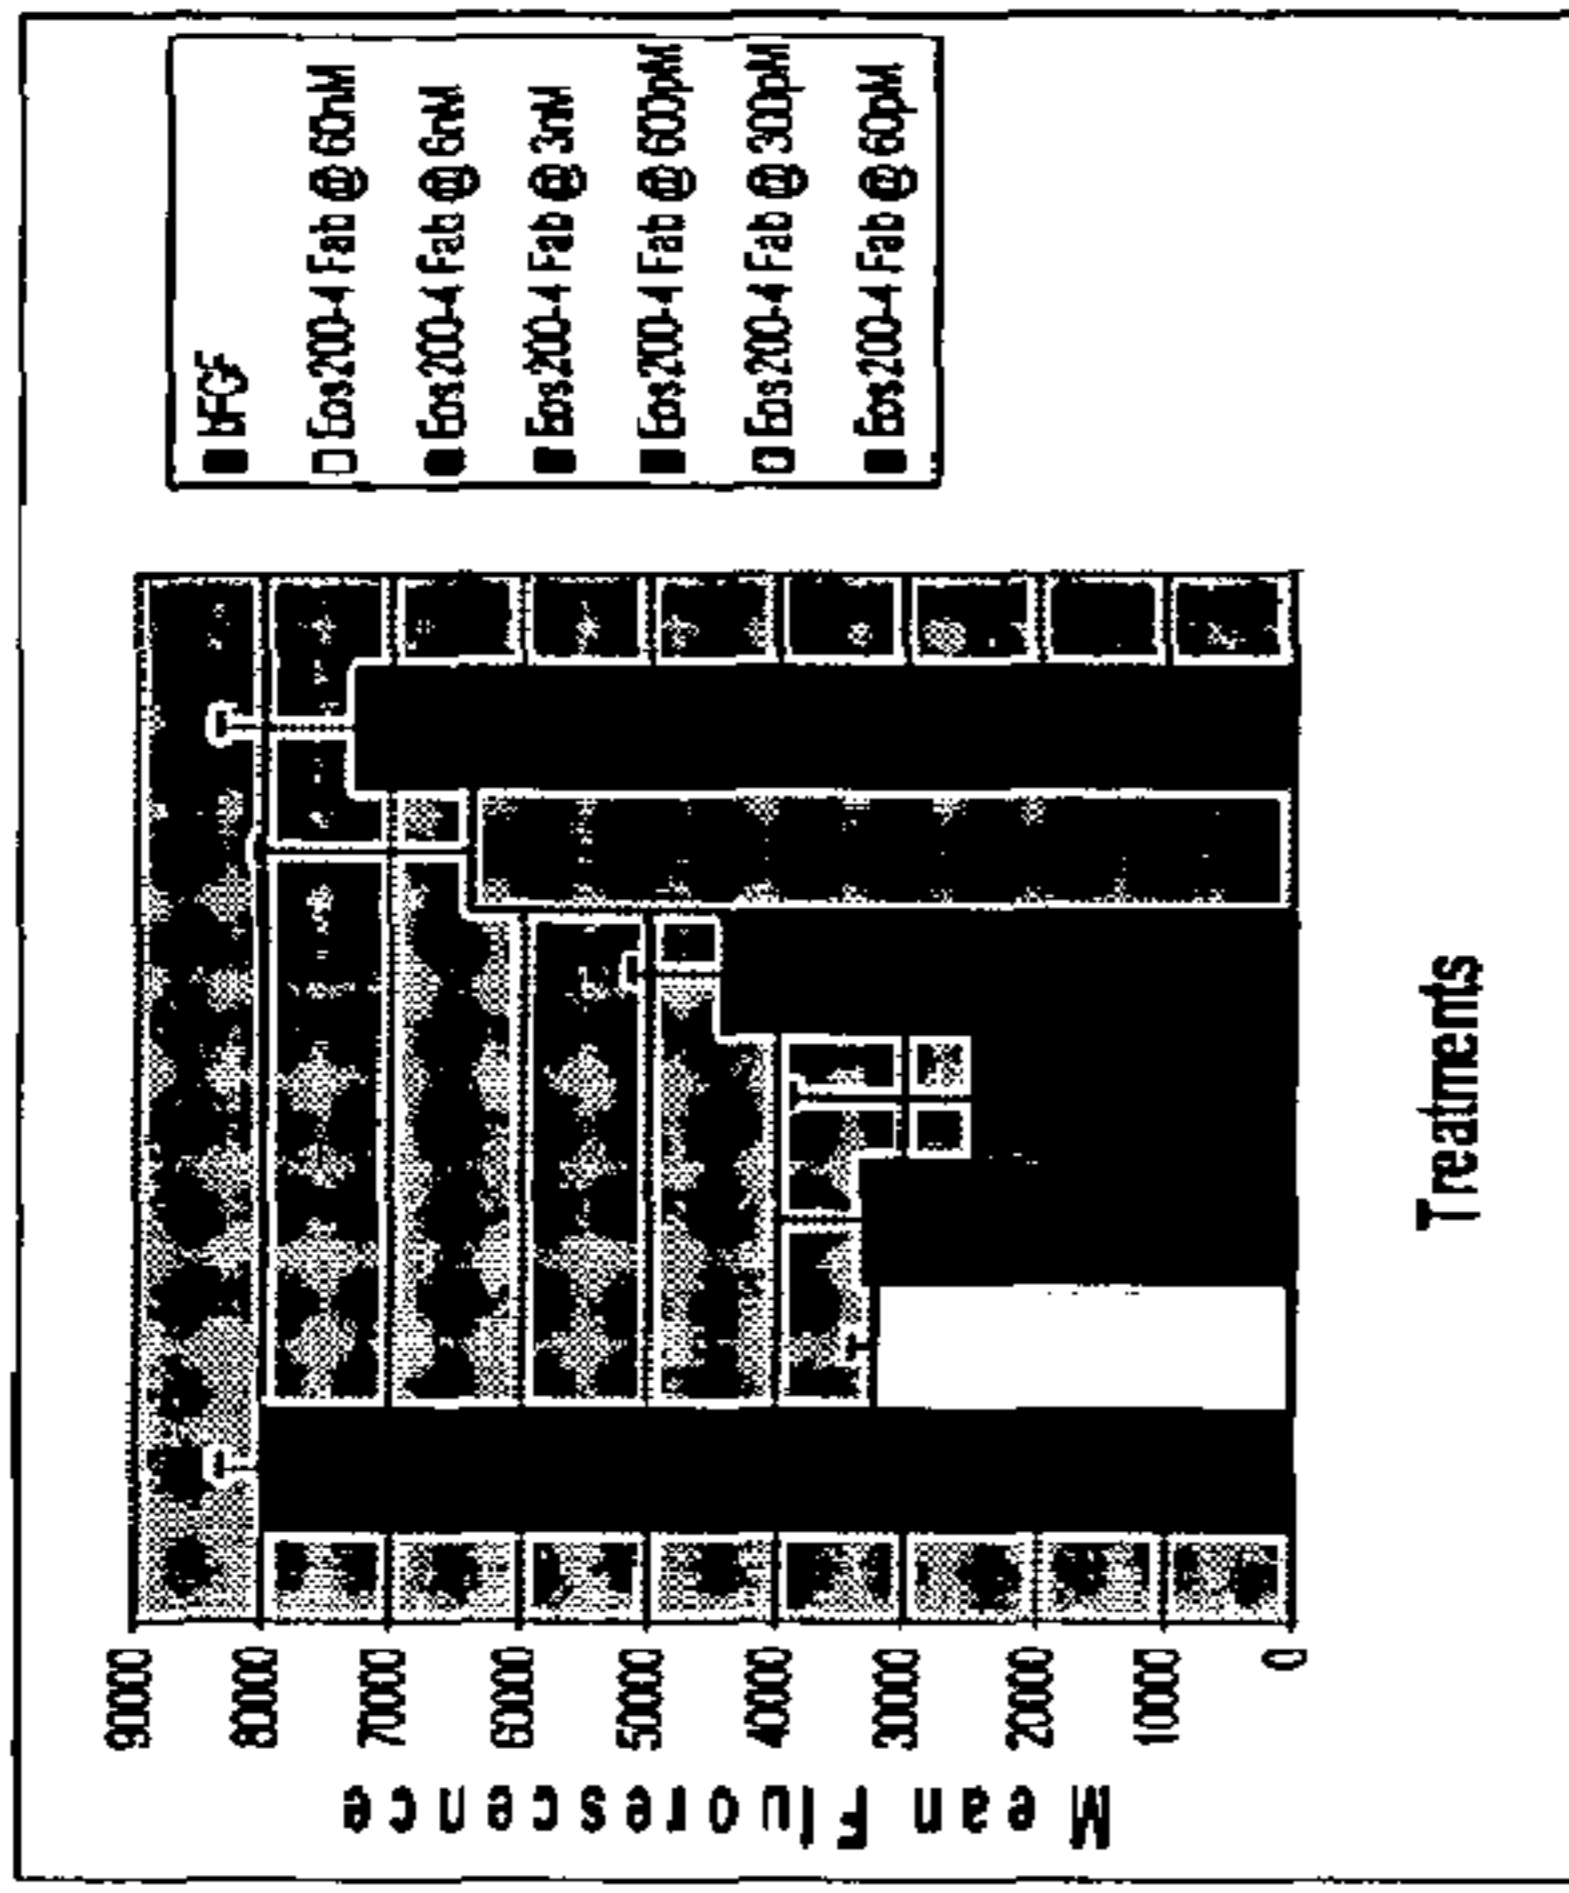 Mean Fluorescence
90000
80000
70000
60000
50000
40000
30000
20000
10000
0
Treatments
bFGF
Eos200-4 Fab @ 60nM
Eos200-4 Fab @ 6nM
Eos200-4 Fab @ 3nM
Eos200-4 Fab @ 600pM
Eos200-4 Fab @ 300pM
Eos200-4 Fab @ 60pM